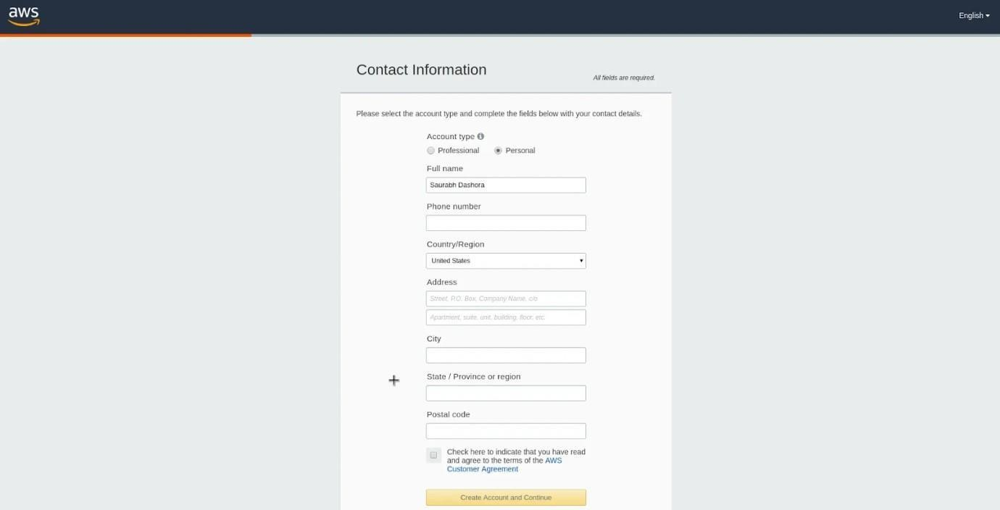 aws
English
Contact Information
All fields are required.
Please select the account type and complete the fields below with your contact details.
Account type
Professional Personal
Full name
Saurabh Dashora
Phone number
Country/Region
United States
Address
Street, P.O. Box, Company Name, c/o
Apartment, suite, unit, building, floor, etc.
City
State / Province or region
Postal code
Check here to indicate that you have read
and agree to the terms of the AWS
Customer Agreement
Create Account and Continue